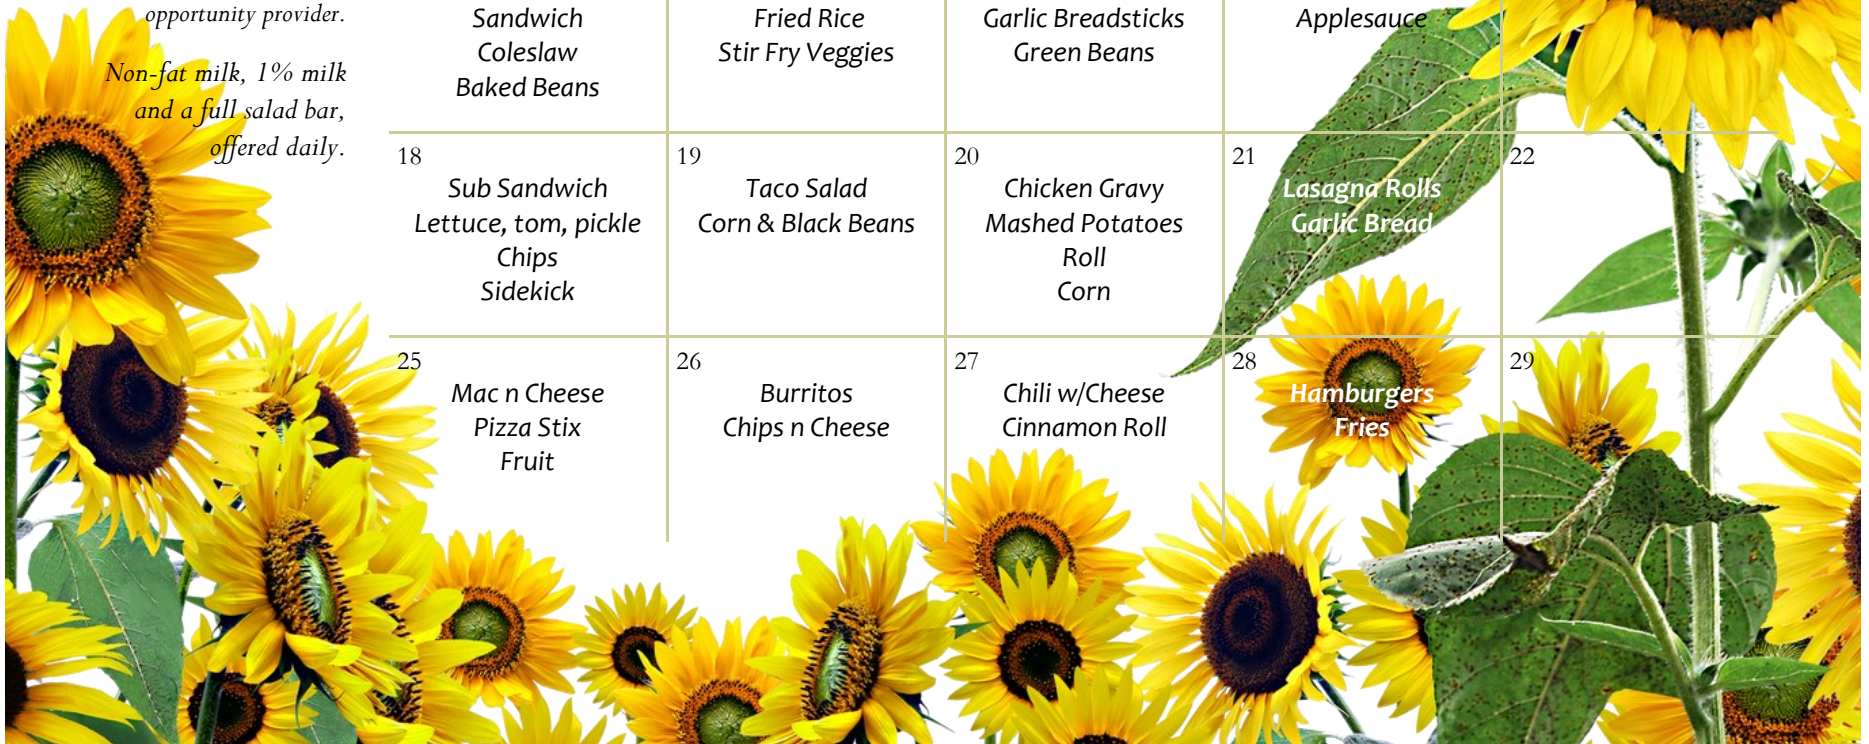 opportunity provider.
Non-fat milk, 1% milk
and a full salad bar,
offered daily.
Sandwich
Coleslaw
Baked Beans
Fried Rice
Stir Fry Veggies
Garlic Breadsticks
Green Beans
Applesauce
18
Sub Sandwich
Lettuce, tom, pickle
Chips
Sidekick
19
Taco Salad
Corn & Black Beans
20
Chicken Gravy
Mashed Potatoes
Roll
Corn
21
Lasagna Rolls
Garlic Bread
22
25
Mac n Cheese
Pizza Stix
Fruit
26
Burritos
Chips n Cheese
27
Chili w/Cheese
Cinnamon Roll
28
Hamburgers
Fries
29